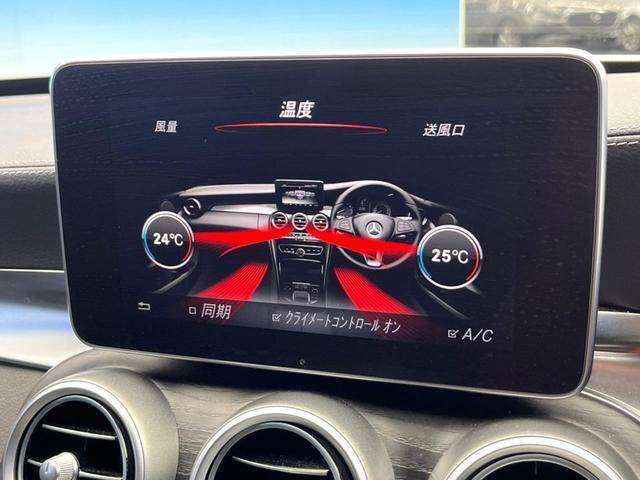 温度
風量
送風口
24℃
25℃
同期
クライメートコントロール オン
A/C